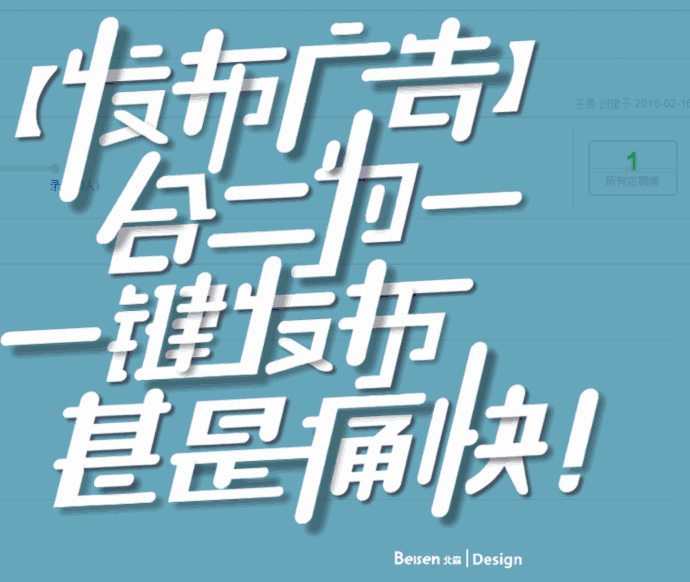 【发布广告】
王勇 创建于 2016-02-16
1
所有应聘者
合二为一
一键发布
甚是痛快！
Beisen 北森 | Design